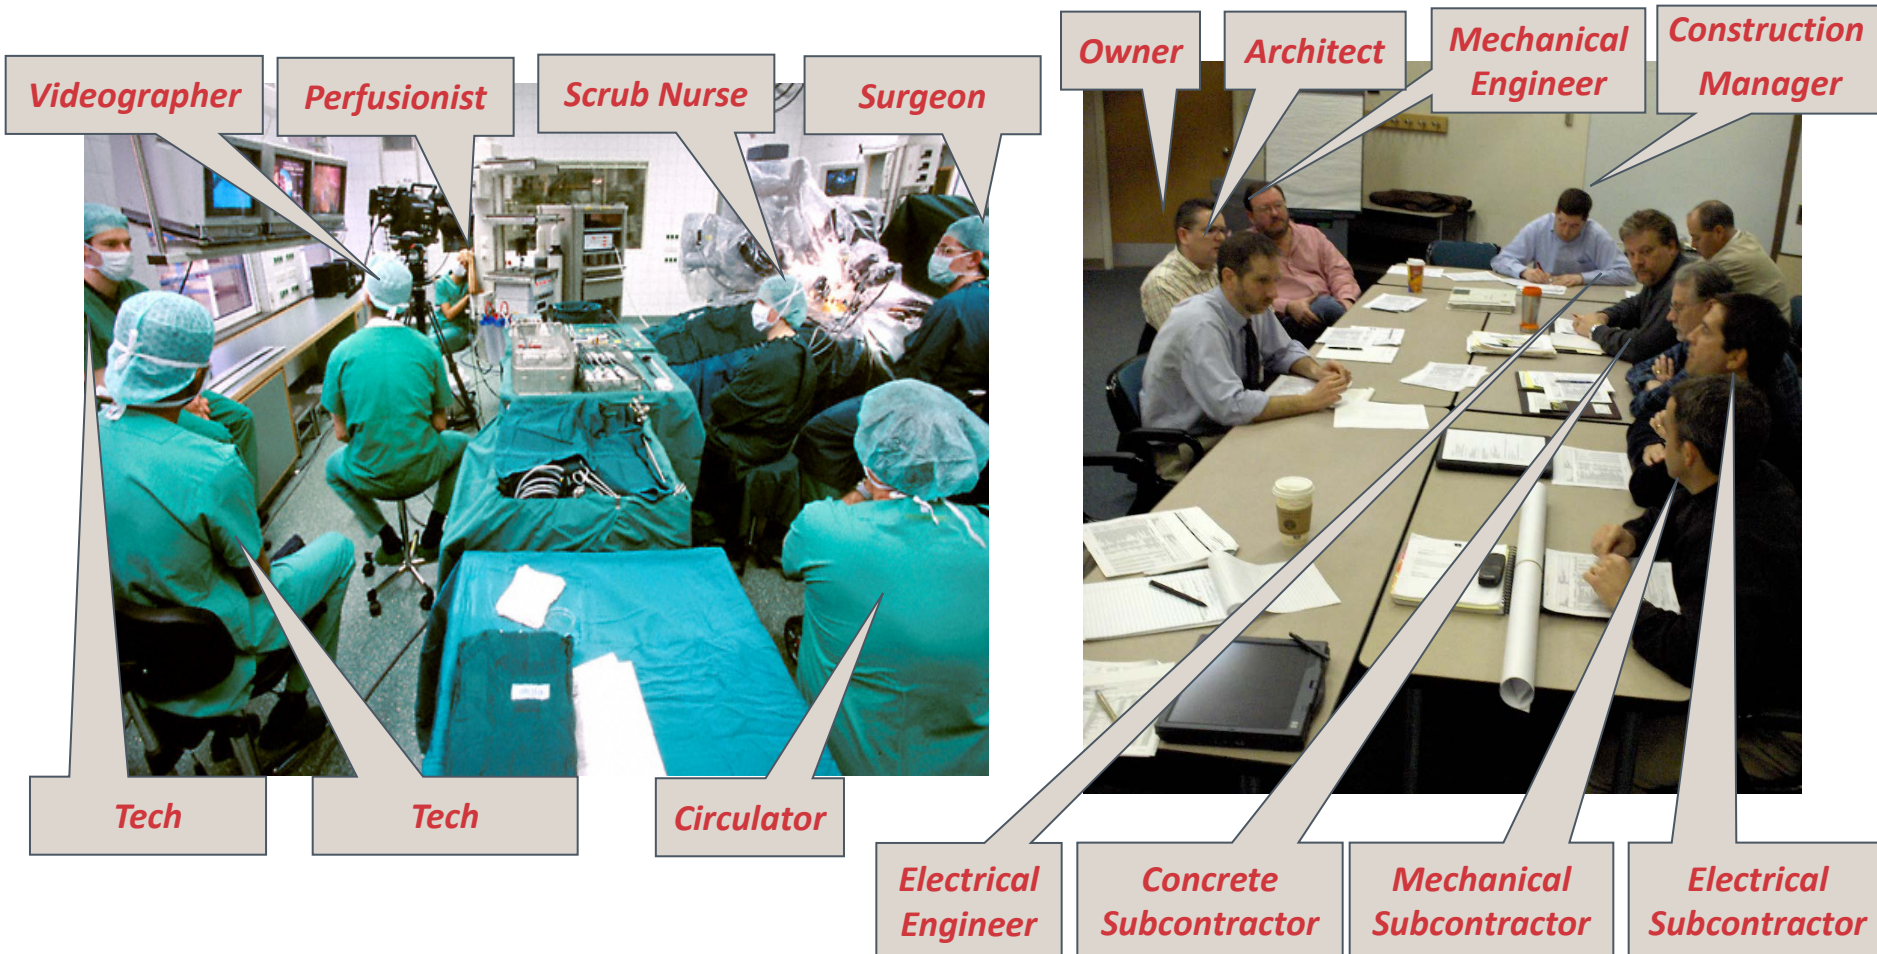 Videographer
Perfusionist
Scrub Nurse
Surgeon
Tech
Tech
Circulator
Owner
Architect
Mechanical
Engineer
Construction
Manager
Electrical
Engineer
Concrete
Subcontractor
Mechanical
Subcontractor
Electrical
Subcontractor